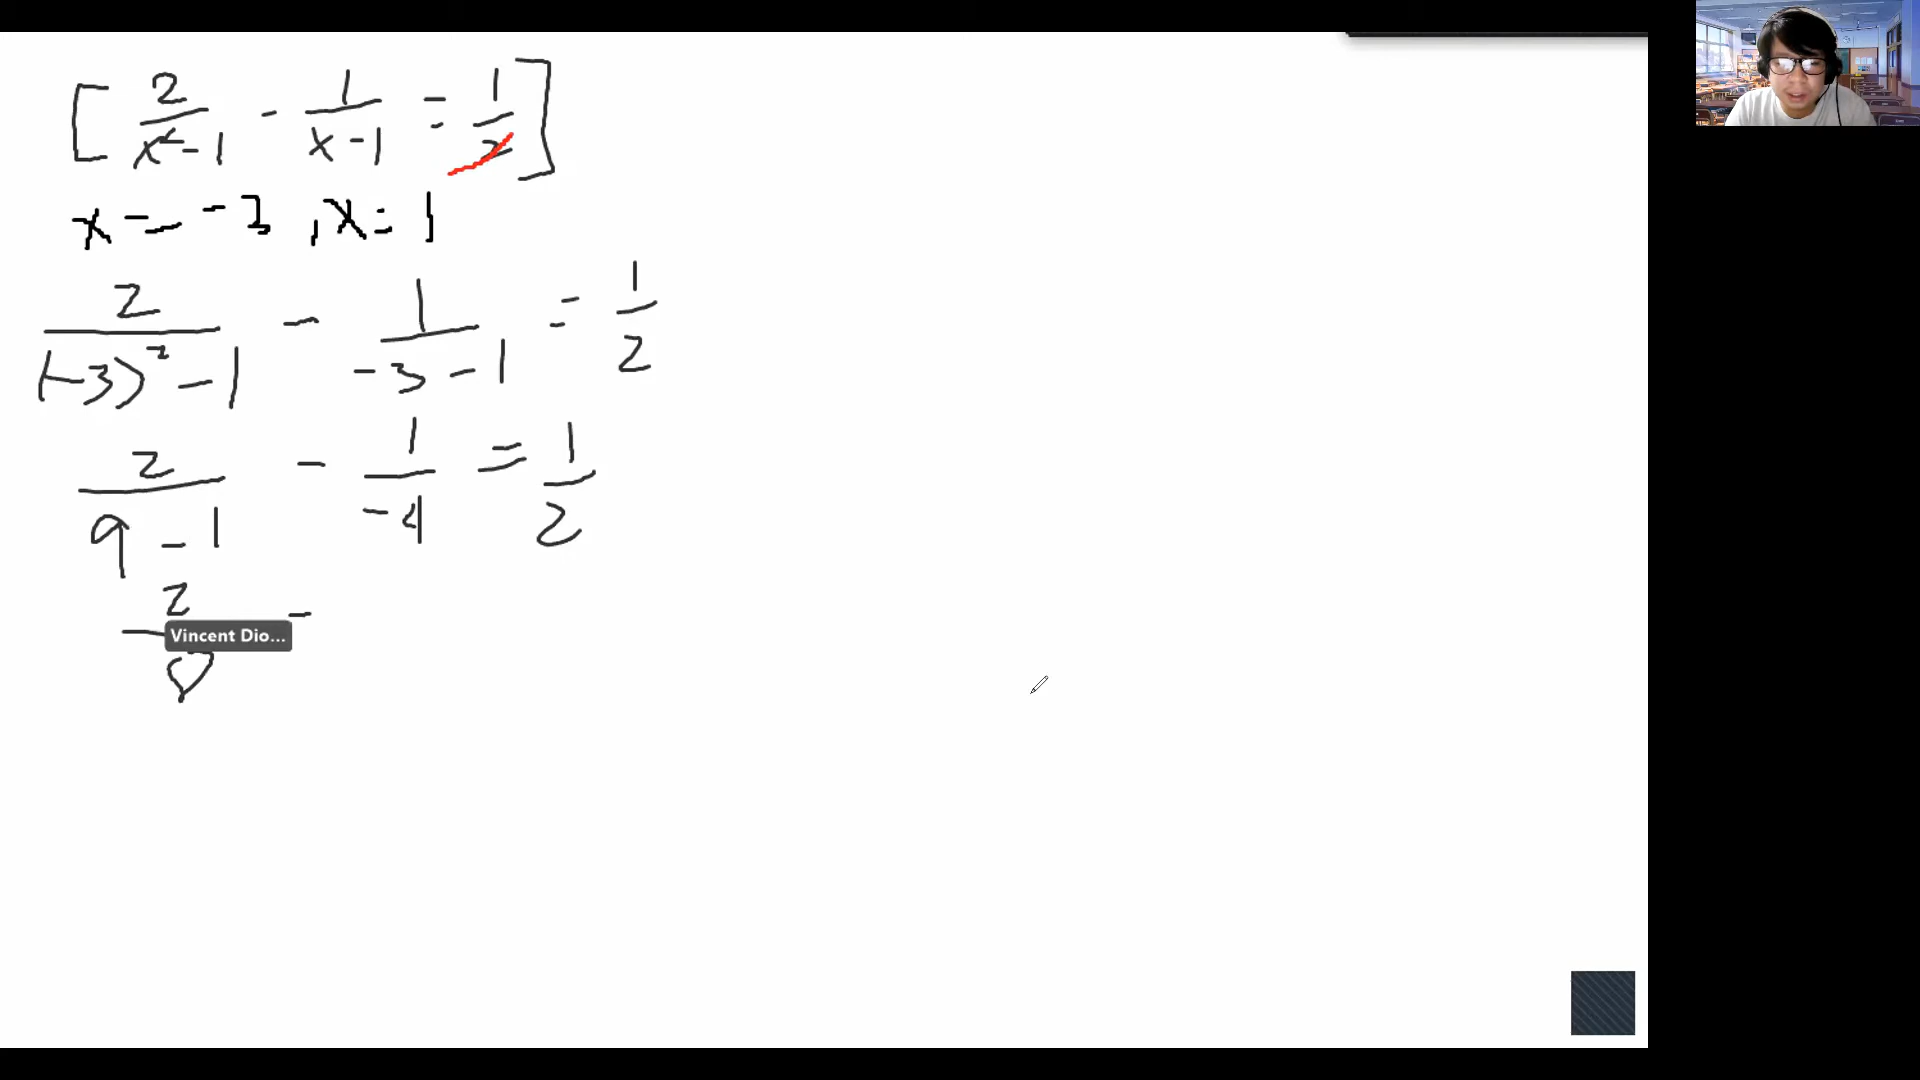 [ 2/(x²-1) - 1/(x-1) = 1/2 ]
x = -3 , x = 1
2/((-3)²-1) - 1/(-3-1) = 1/2
2/(9-1) - 1/-4 = 1/2
2/8 -
Vincent Dio...